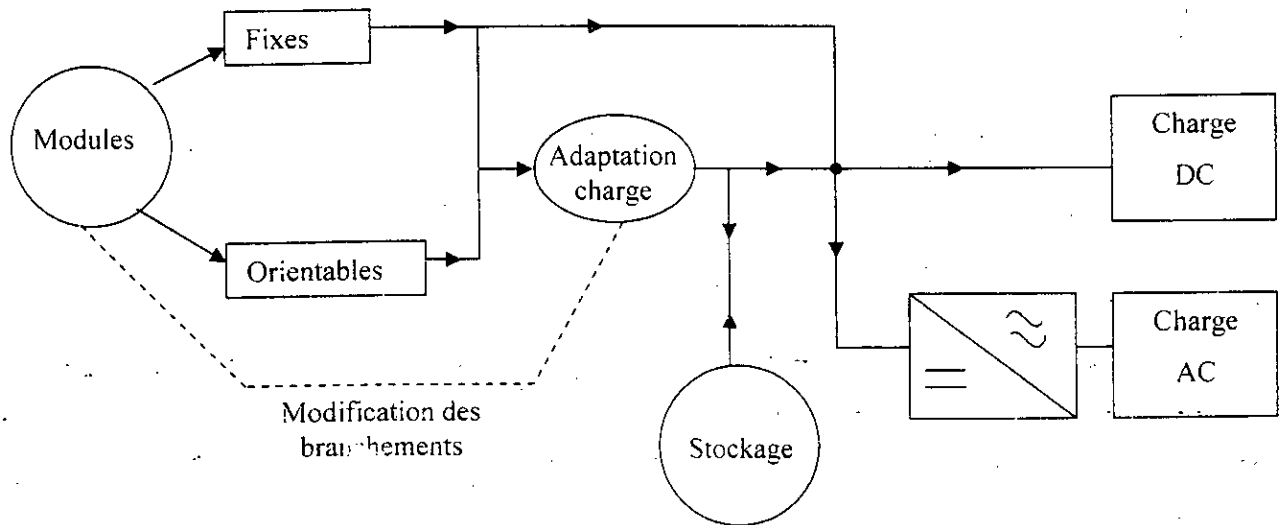 Fixes
Modules
Adaptation
charge
Orientables
Charge
DC
Charge
AC
Modification des
Stockage